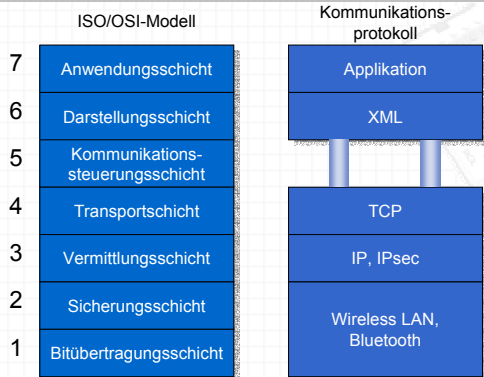 ISO/OSI-Modell
Kommunikations-
protokoll
7
Anwendungsschicht
Applikation
6
Darstellungsschicht
XML
5
Kommunikations-
steuerungsschicht
4
Transportschicht
TCP
3
Vermittlungsschicht
IP, IPsec
2
Sicherungsschicht
1
Bitübertragungsschicht
Wireless LAN,
Bluetooth